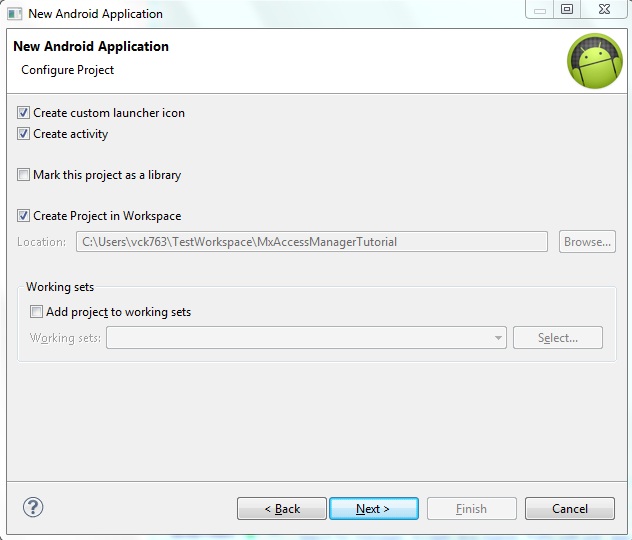 New Android Application
New Android Application
Configure Project
Create custom launcher icon
Create activity
Mark this project as a library
Create Project in Workspace
Location: C:\Users\vck763\TestWorkspace\MxAccessManagerTutorial Browse...
Working sets
Add project to working sets
Working sets: Select...
? < Back Next > Finish Cancel